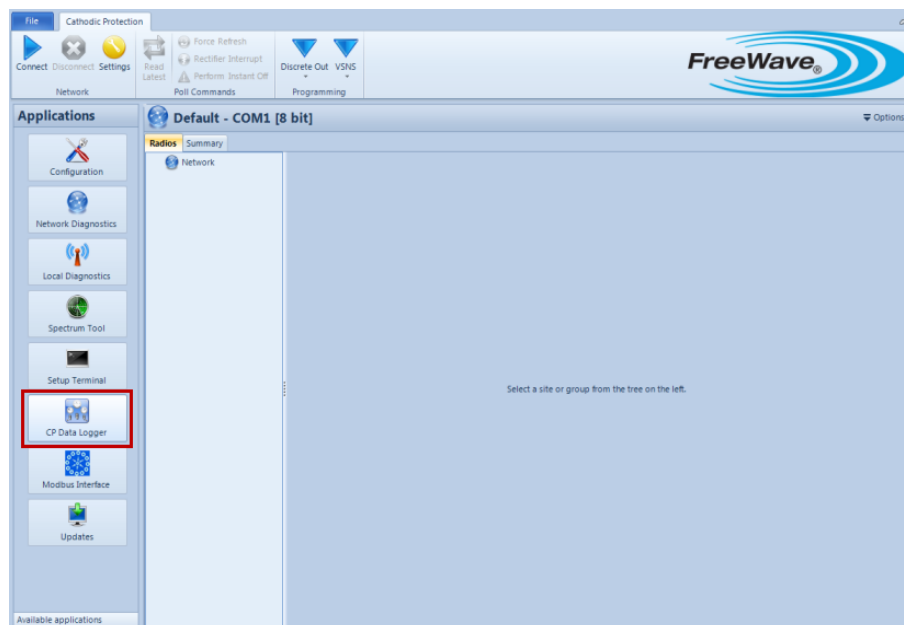 File Cathodic Protection
Connect Disconnect Settings
Read Latest
Force Refresh
Rectifier Interrupt
Perform Instant Off
Discrete Out VSNS
Network Poll Commands Programming
FreeWave®
Applications
Default - COM1 [8 bit]
Options
Radios Summary
Network
Configuration
Network Diagnostics
Local Diagnostics
Spectrum Tool
Setup Terminal
Select a site or group from the tree on the left.
CP Data Logger
Modbus Interface
Updates
Available applications